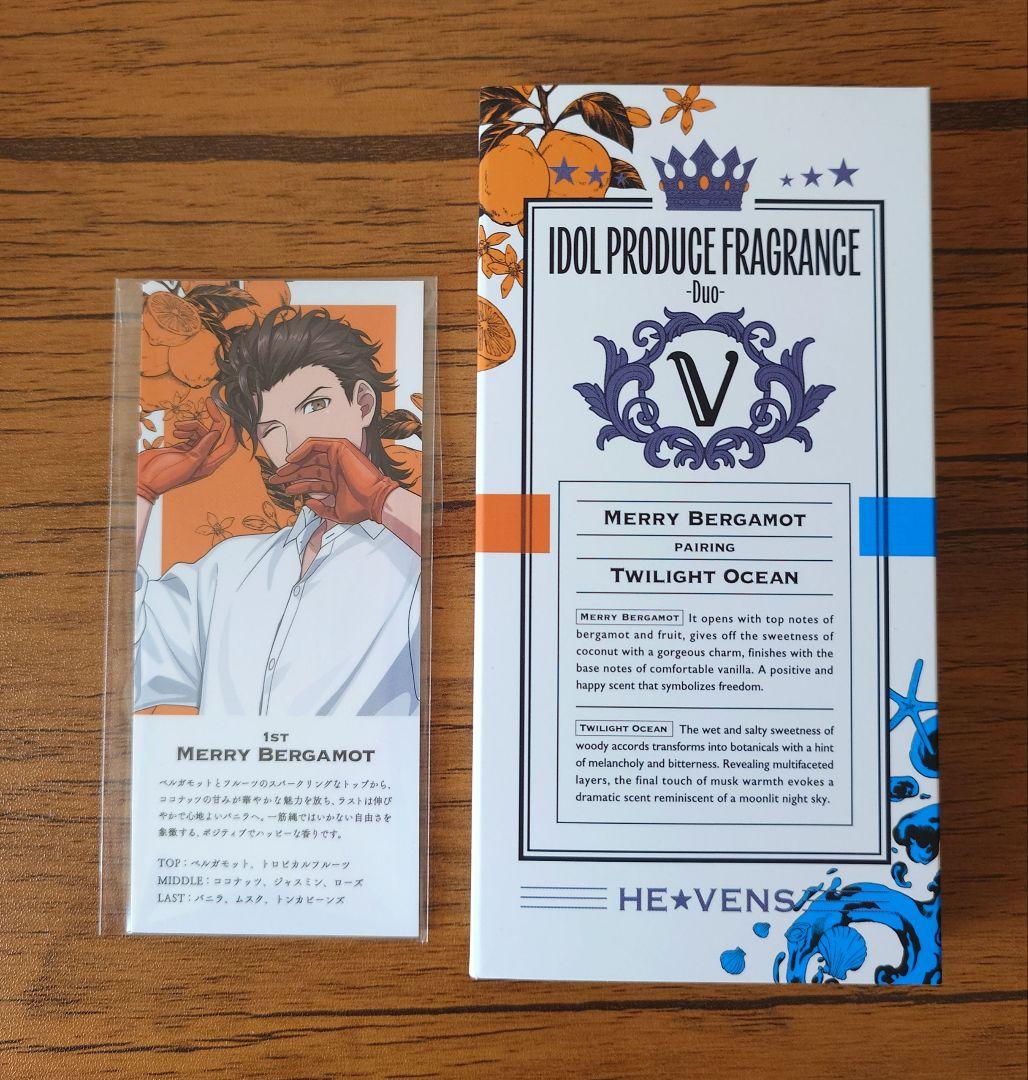 1ST
MERRY BERGAMOT
ベルガモットとフルーツのスパークリングなトップから、
ココナッツの甘みが華やかな魅力を放ち、ラストは伸び
やかで心地よいバニラへ。一筋縄ではいかない自由さを
象徴する、ポジティブでハッピーな香りです。
TOP：ベルガモット、トロピカルフルーツ
MIDDLE：ココナッツ、ジャスミン、ローズ
LAST：バニラ、ムスク、トンカビーンズ
IDOL PRODUCE FRAGRANCE
-Duo-
V
MERRY BERGAMOT
PAIRING
TWILIGHT OCEAN
MERRY BERGAMOT It opens with top notes of
bergamot and fruit, gives off the sweetness of
coconut with a gorgeous charm, finishes with the
base notes of comfortable vanilla. A positive and
happy scent that symbolizes freedom.
TWILIGHT OCEAN The wet and salty sweetness of
woody accords transforms into botanicals with a hint
of melancholy and bitterness. Revealing multifaceted
layers, the final touch of musk warmth evokes a
dramatic scent reminiscent of a moonlit night sky.
HE★VENS